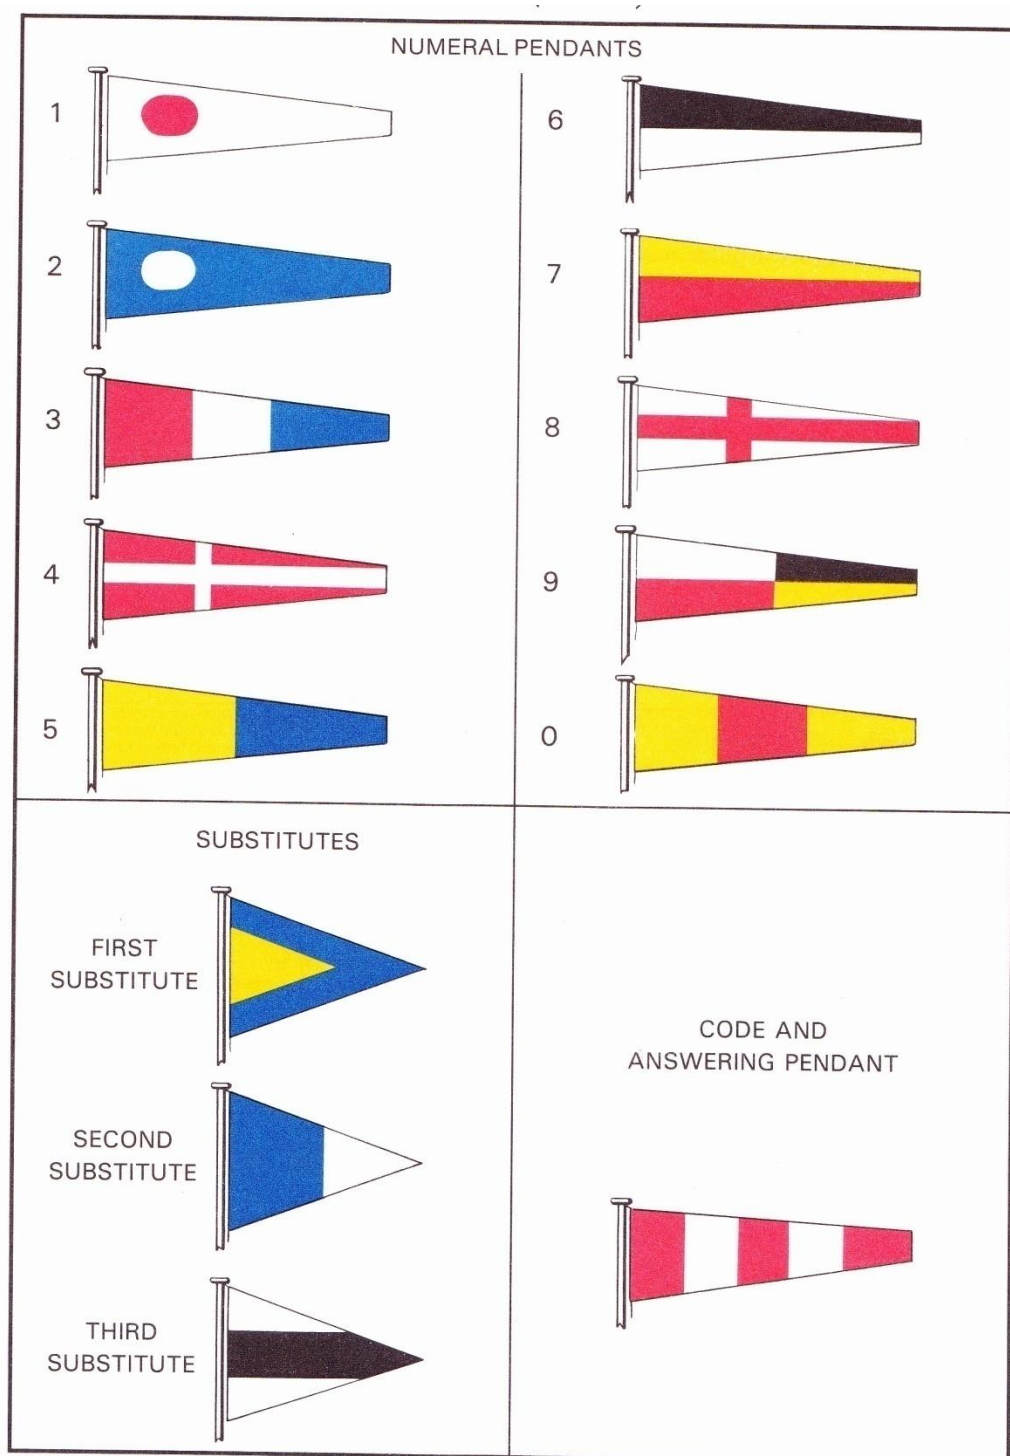 NUMERAL PENDANTS
1
2
3
4
5
6
7
8
9
0
SUBSTITUTES
FIRST
SUBSTITUTE
SECOND
SUBSTITUTE
THIRD
SUBSTITUTE
CODE AND
ANSWERING PENDANT